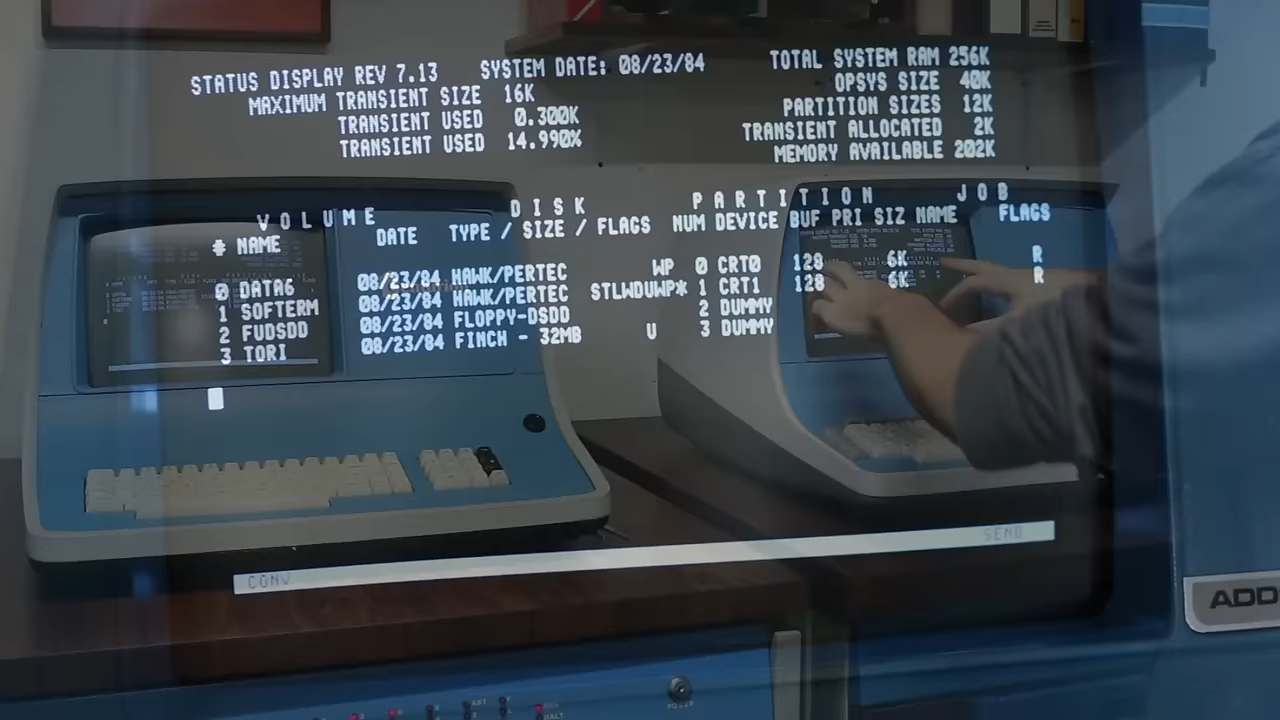 STATUS DISPLAY REV 7.13 SYSTEM DATE: 08/23/84 TOTAL SYSTEM RAM 256K
MAXIMUM TRANSIENT SIZE 16K OPSYS SIZE 40K
TRANSIENT USED 0.300K PARTITION SIZES 12K
TRANSIENT USED 14.990% TRANSIENT ALLOCATED 2K
MEMORY AVAILABLE 202K
VOLUME DISK PARTITION JOB
# NAME DATE TYPE / SIZE / FLAGS NUM DEVICE BUF PRI SIZ NAME FLAGS
0 DATA6 08/23/84 HAWK/PERTEC WP 0 CRT0 128 6K R
1 SOFTERM 08/23/84 HAWK/PERTEC STLWDUWP* 1 CRT1 128 6K R
2 FUDSDD 08/23/84 FLOPPY-DSDD 2 DUMMY
3 TORI 08/23/84 FINCH - 32MB U 3 DUMMY
CONV SEND
ADD
POWER